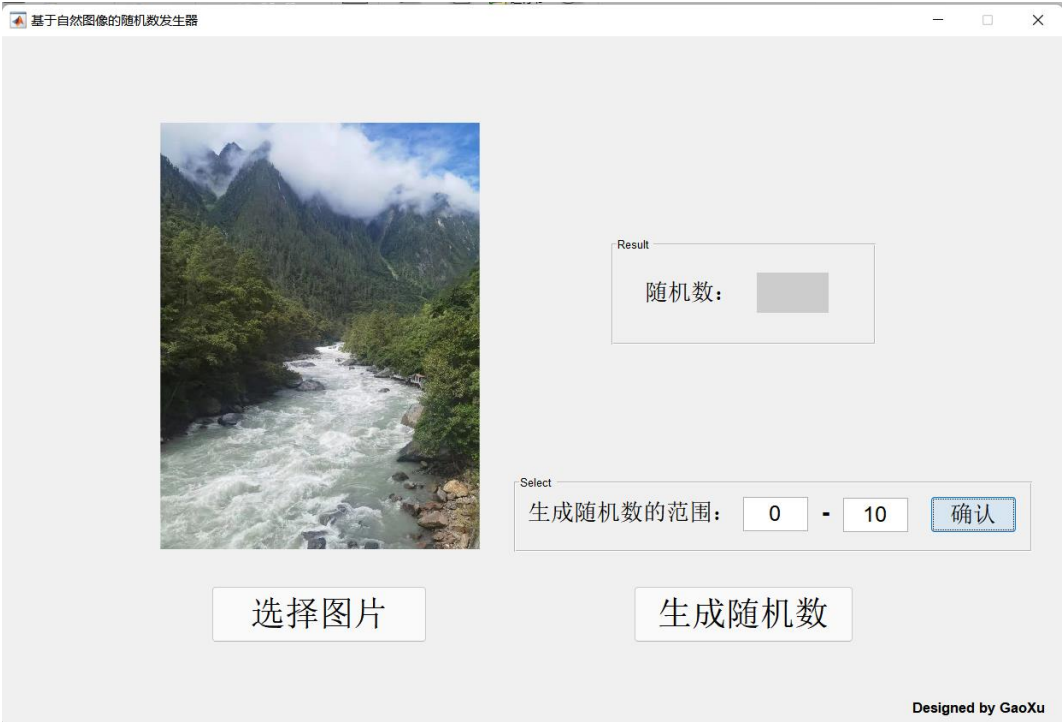 基于自然图像的随机数发生器
Result
随机数：
Select
生成随机数的范围： 0 - 10 确认
选择图片 生成随机数
Designed by GaoXu